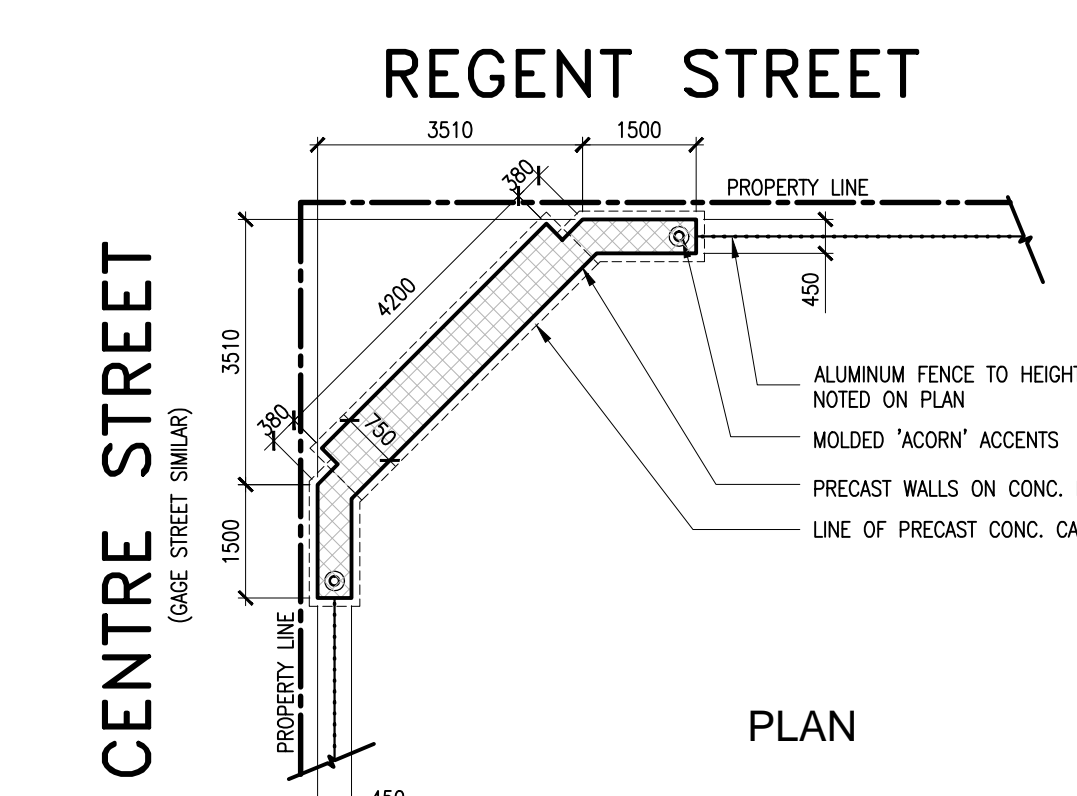 REGENT STREET
3510
1500
380
PROPERTY LINE
4200
450
3510
CENTRE STREET
(GAGE STREET SIMILAR)
380
750
ALUMINUM FENCE TO HEIGHT
NOTED ON PLAN
MOLDED 'ACORN' ACCENTS
PRECAST WALLS ON CONC.
LINE OF PRECAST CONC. CA
1500
PROPERTY LINE
PLAN
450